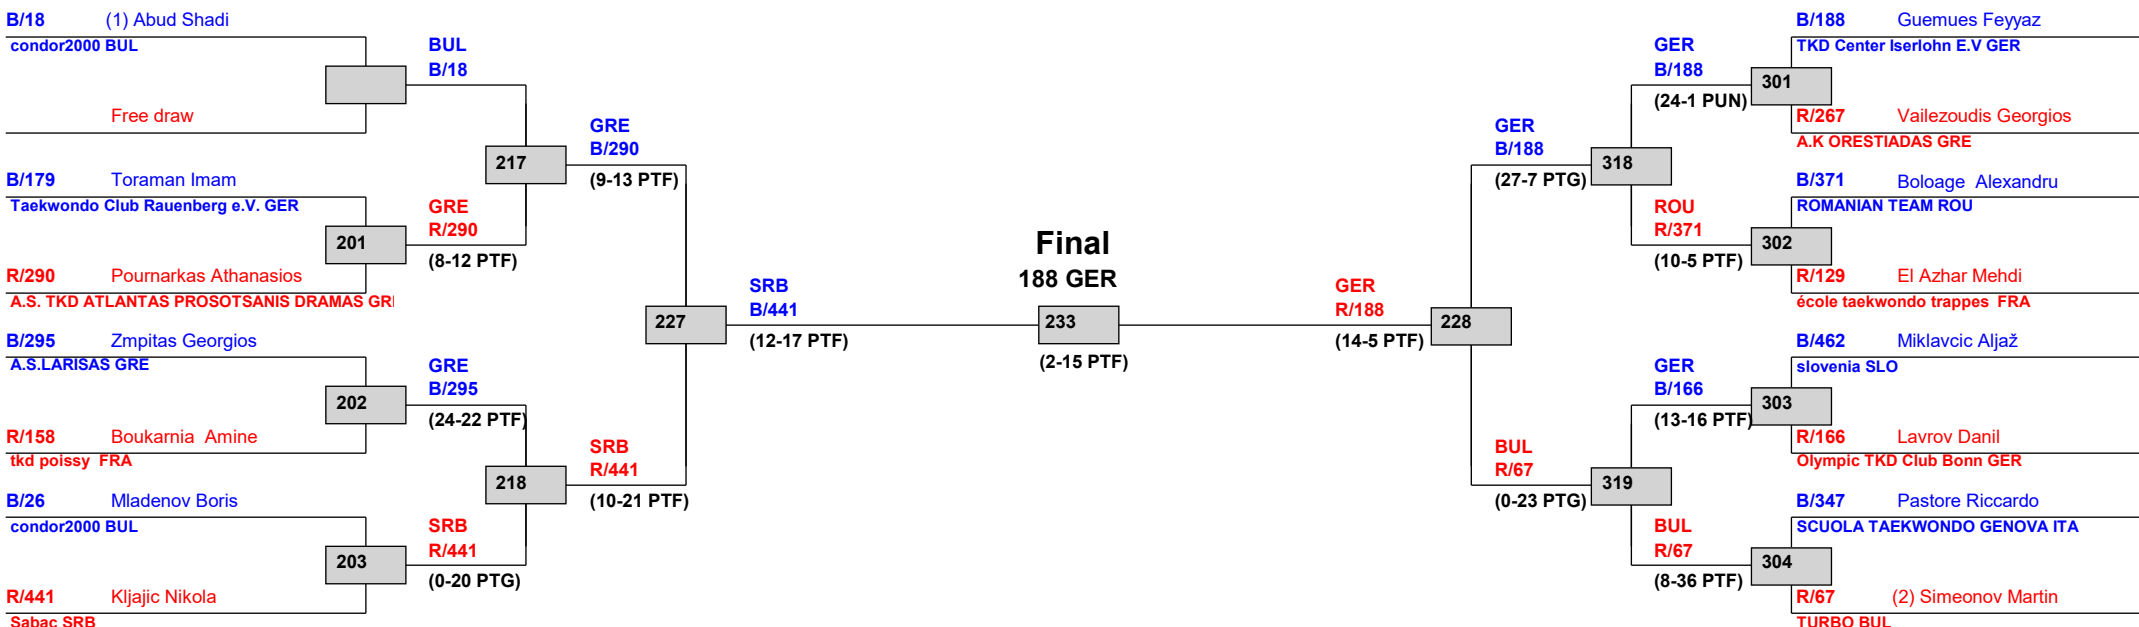 B/18 (1) Abud Shadi
condor2000 BUL
Free draw
B/179 Toraman Imam
Taekwondo Club Rauenberg e.V. GER
201
R/290 Pournarkas Athanasios
A.S. TKD ATLANTAS PROSOTSANIS DRAMAS GRI
B/295 Zmpitas Georgios
A.S.LARISAS GRE
202
R/158 Boukarnia Amine
tkd poissy FRA
B/26 Mladenov Boris
condor2000 BUL
203
R/441 Kljajic Nikola
Sabac SRB
BUL
B/18
217
GRE
R/290
(8-12 PTF)
GRE
B/295
(24-22 PTF)
218
SRB
R/441
(0-20 PTG)
GRE
B/290
(9-13 PTF)
227
SRB
R/441
(10-21 PTF)
SRB
B/441
(12-17 PTF)
Final
188 GER
233
(2-15 PTF)
GER
R/188
(14-5 PTF)
228
GER
B/188
(27-7 PTG)
318
BUL
R/67
(0-23 PTG)
319
GER
B/188
(24-1 PUN)
ROU
R/371
(10-5 PTF)
GER
B/166
(13-16 PTF)
BUL
R/67
(8-36 PTF)
B/188 Guemues Feyyaz
TKD Center Iserlohn E.V GER
301
R/267 Vailezoudis Georgios
A.K ORESTIADAS GRE
B/371 Boloage Alexandru
ROMANIAN TEAM ROU
302
R/129 El Azhar Mehdi
école taekwondo trappes FRA
B/462 Miklavcic Aljaž
slovenia SLO
303
R/166 Lavrov Danil
Olympic TKD Club Bonn GER
B/347 Pastore Riccardo
SCUOLA TAEKWONDO GENOVA ITA
304
R/67 (2) Simeonov Martin
TURBO BUL